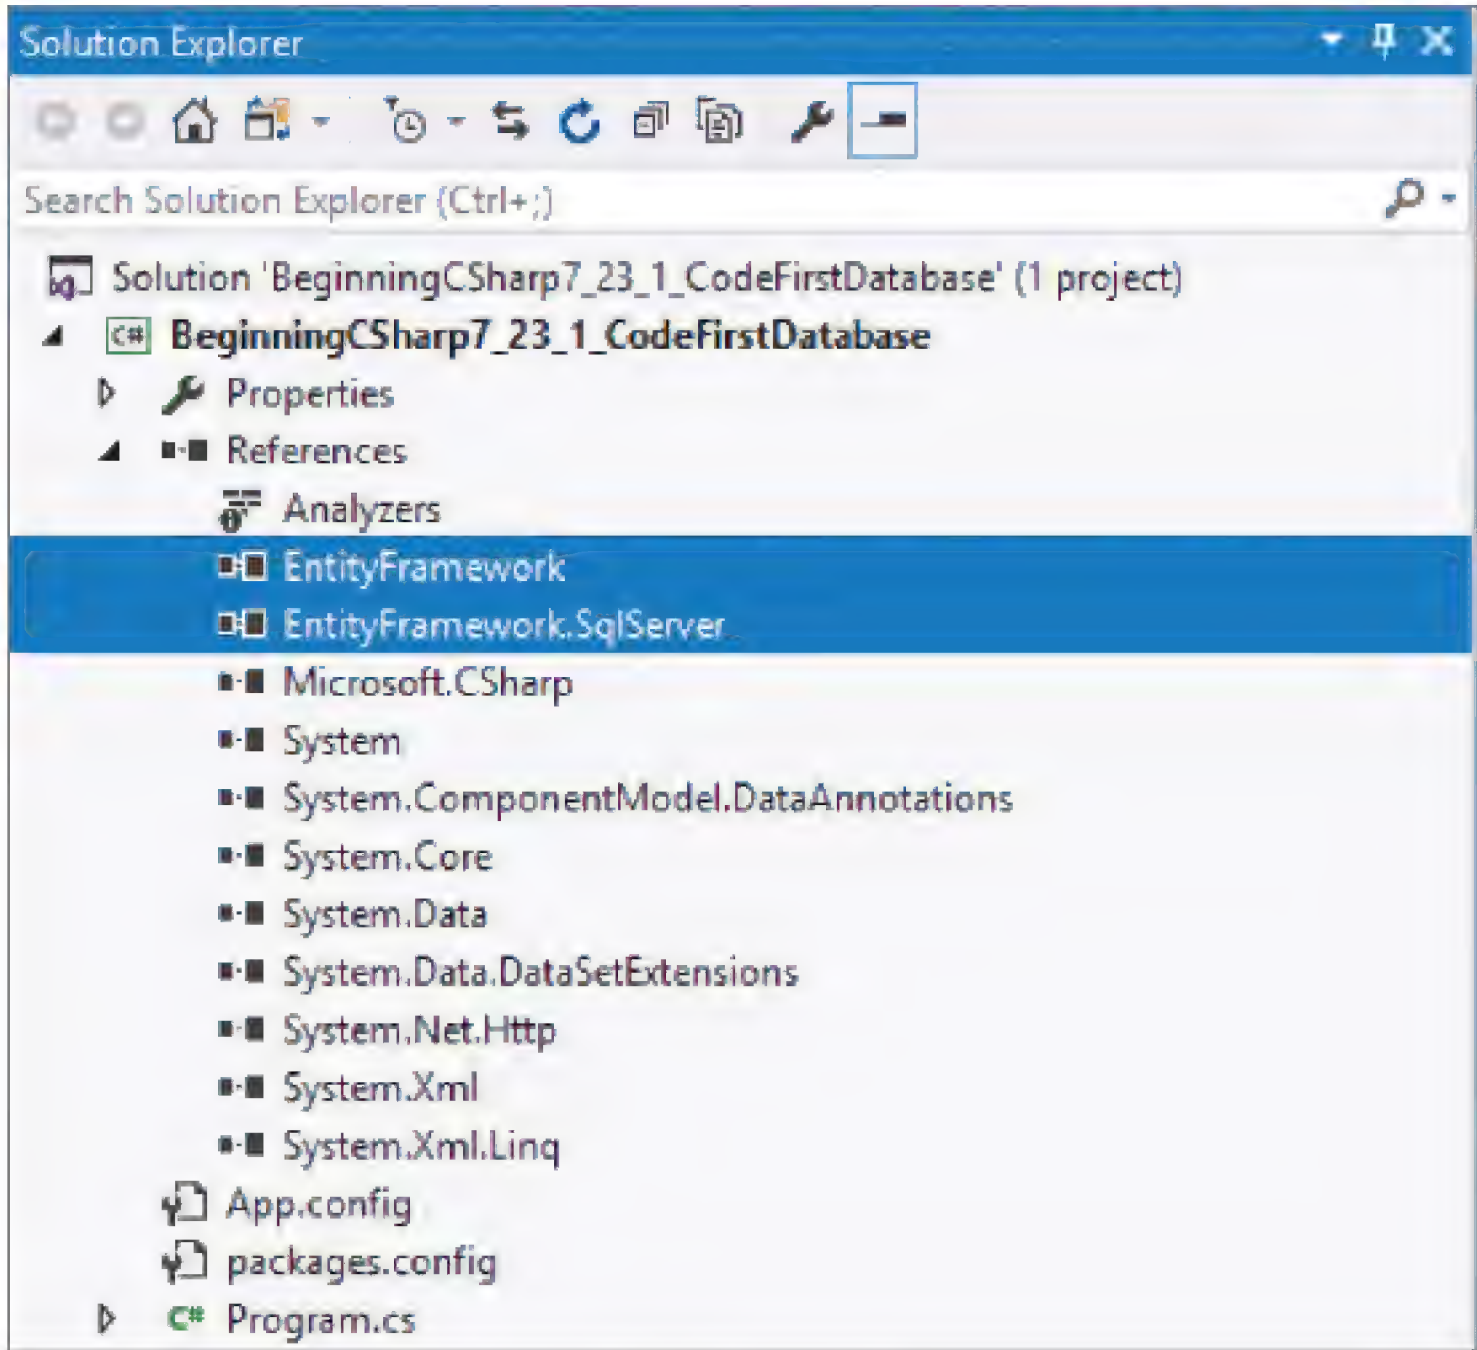 Solution Explorer
Search Solution Explorer (Ctrl+;)
Solution 'BeginningCSharp7_23_1_CodeFirstDatabase' (1 project)
C# BeginningCSharp7_23_1_CodeFirstDatabase
Properties
References
Analyzers
EntityFramework
EntityFramework.SqlServer
Microsoft.CSharp
System
System.ComponentModel.DataAnnotations
System.Core
System.Data
System.Data.DataSetExtensions
System.Net.Http
System.Xml
System.Xml.Linq
App.config
packages.config
C# Program.cs